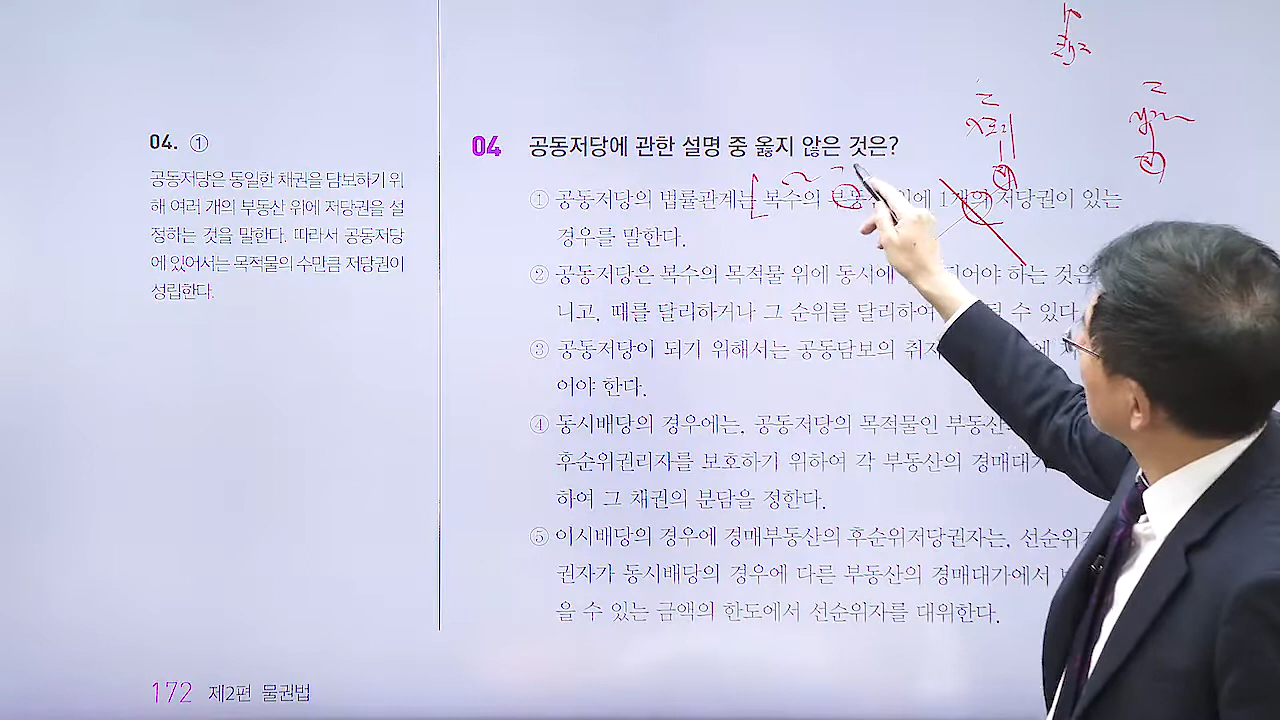 04. ①
공동저당은 동일한 채권을 담보하기 위
해 여러 개의 부동산 위에 저당권을 설
정하는 것을 말한다. 따라서 공동저당
에 있어서는 목적물의 수만큼 저당권이
성립한다.
04 공동저당에 관한 설명 중 옳지 않은 것은?
① 공동저당의 법률관계는 복수의 위에 1개의 저당권이 있는
경우를 말한다.
② 공동저당은 복수의 목적물 위에 동시에 하는 것은
니고, 때를 달리하거나 그 순위를 달리하여 수 있다
③ 공동저당이 되기 위해서는 공동담보의
어야 한다.
④ 동시배당의 경우에는, 공동저당의 목적물인
후순위권리자를 보호하기 위하여 각 부동산의 경매대가
하여 그 채권의 분담을 정한다.
⑤ 이시배당의 경우에 경매부동산의 후순위저당권자는,
권자가 동시배당의 경우에 다른 부동산의 경매대가에서
을 수 있는 금액의 한도에서 선순위자를 대위한다.
172 제2편 물권법